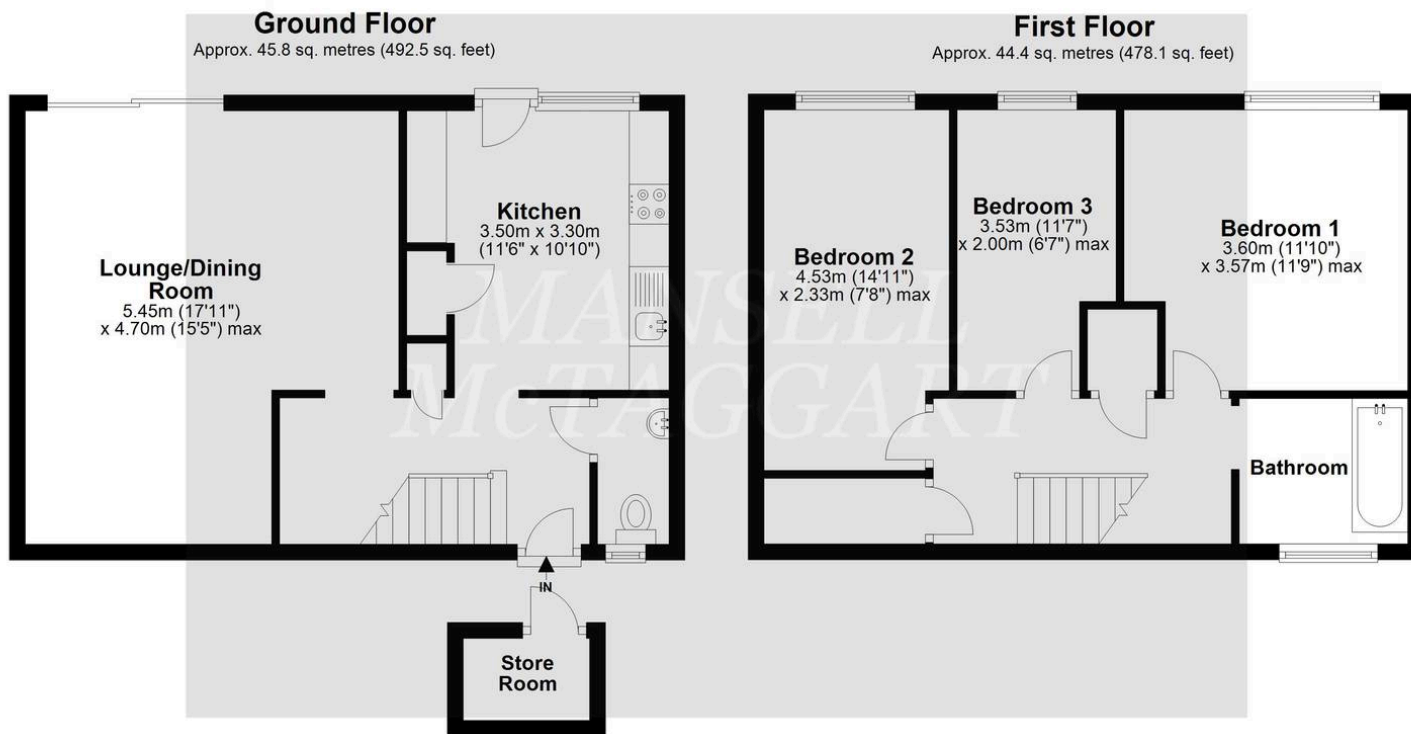 Ground Floor
Approx. 45.8 sq. metres (492.5 sq. feet)
Lounge/Dining
Room
5.45m (17'11")
x 4.70m (15'5") max
Kitchen
3.50m x 3.30m
(11'6" x 10'10")
IN
Store
Room
First Floor
Approx. 44.4 sq. metres (478.1 sq. feet)
Bedroom 2
4.53m (14'11")
x 2.33m (7'8") max
Bedroom 3
3.53m (11'7")
x 2.00m (6'7") max
Bedroom 1
3.60m (11'10")
x 3.57m (11'9") max
Bathroom
MANSELL
McTAGGART